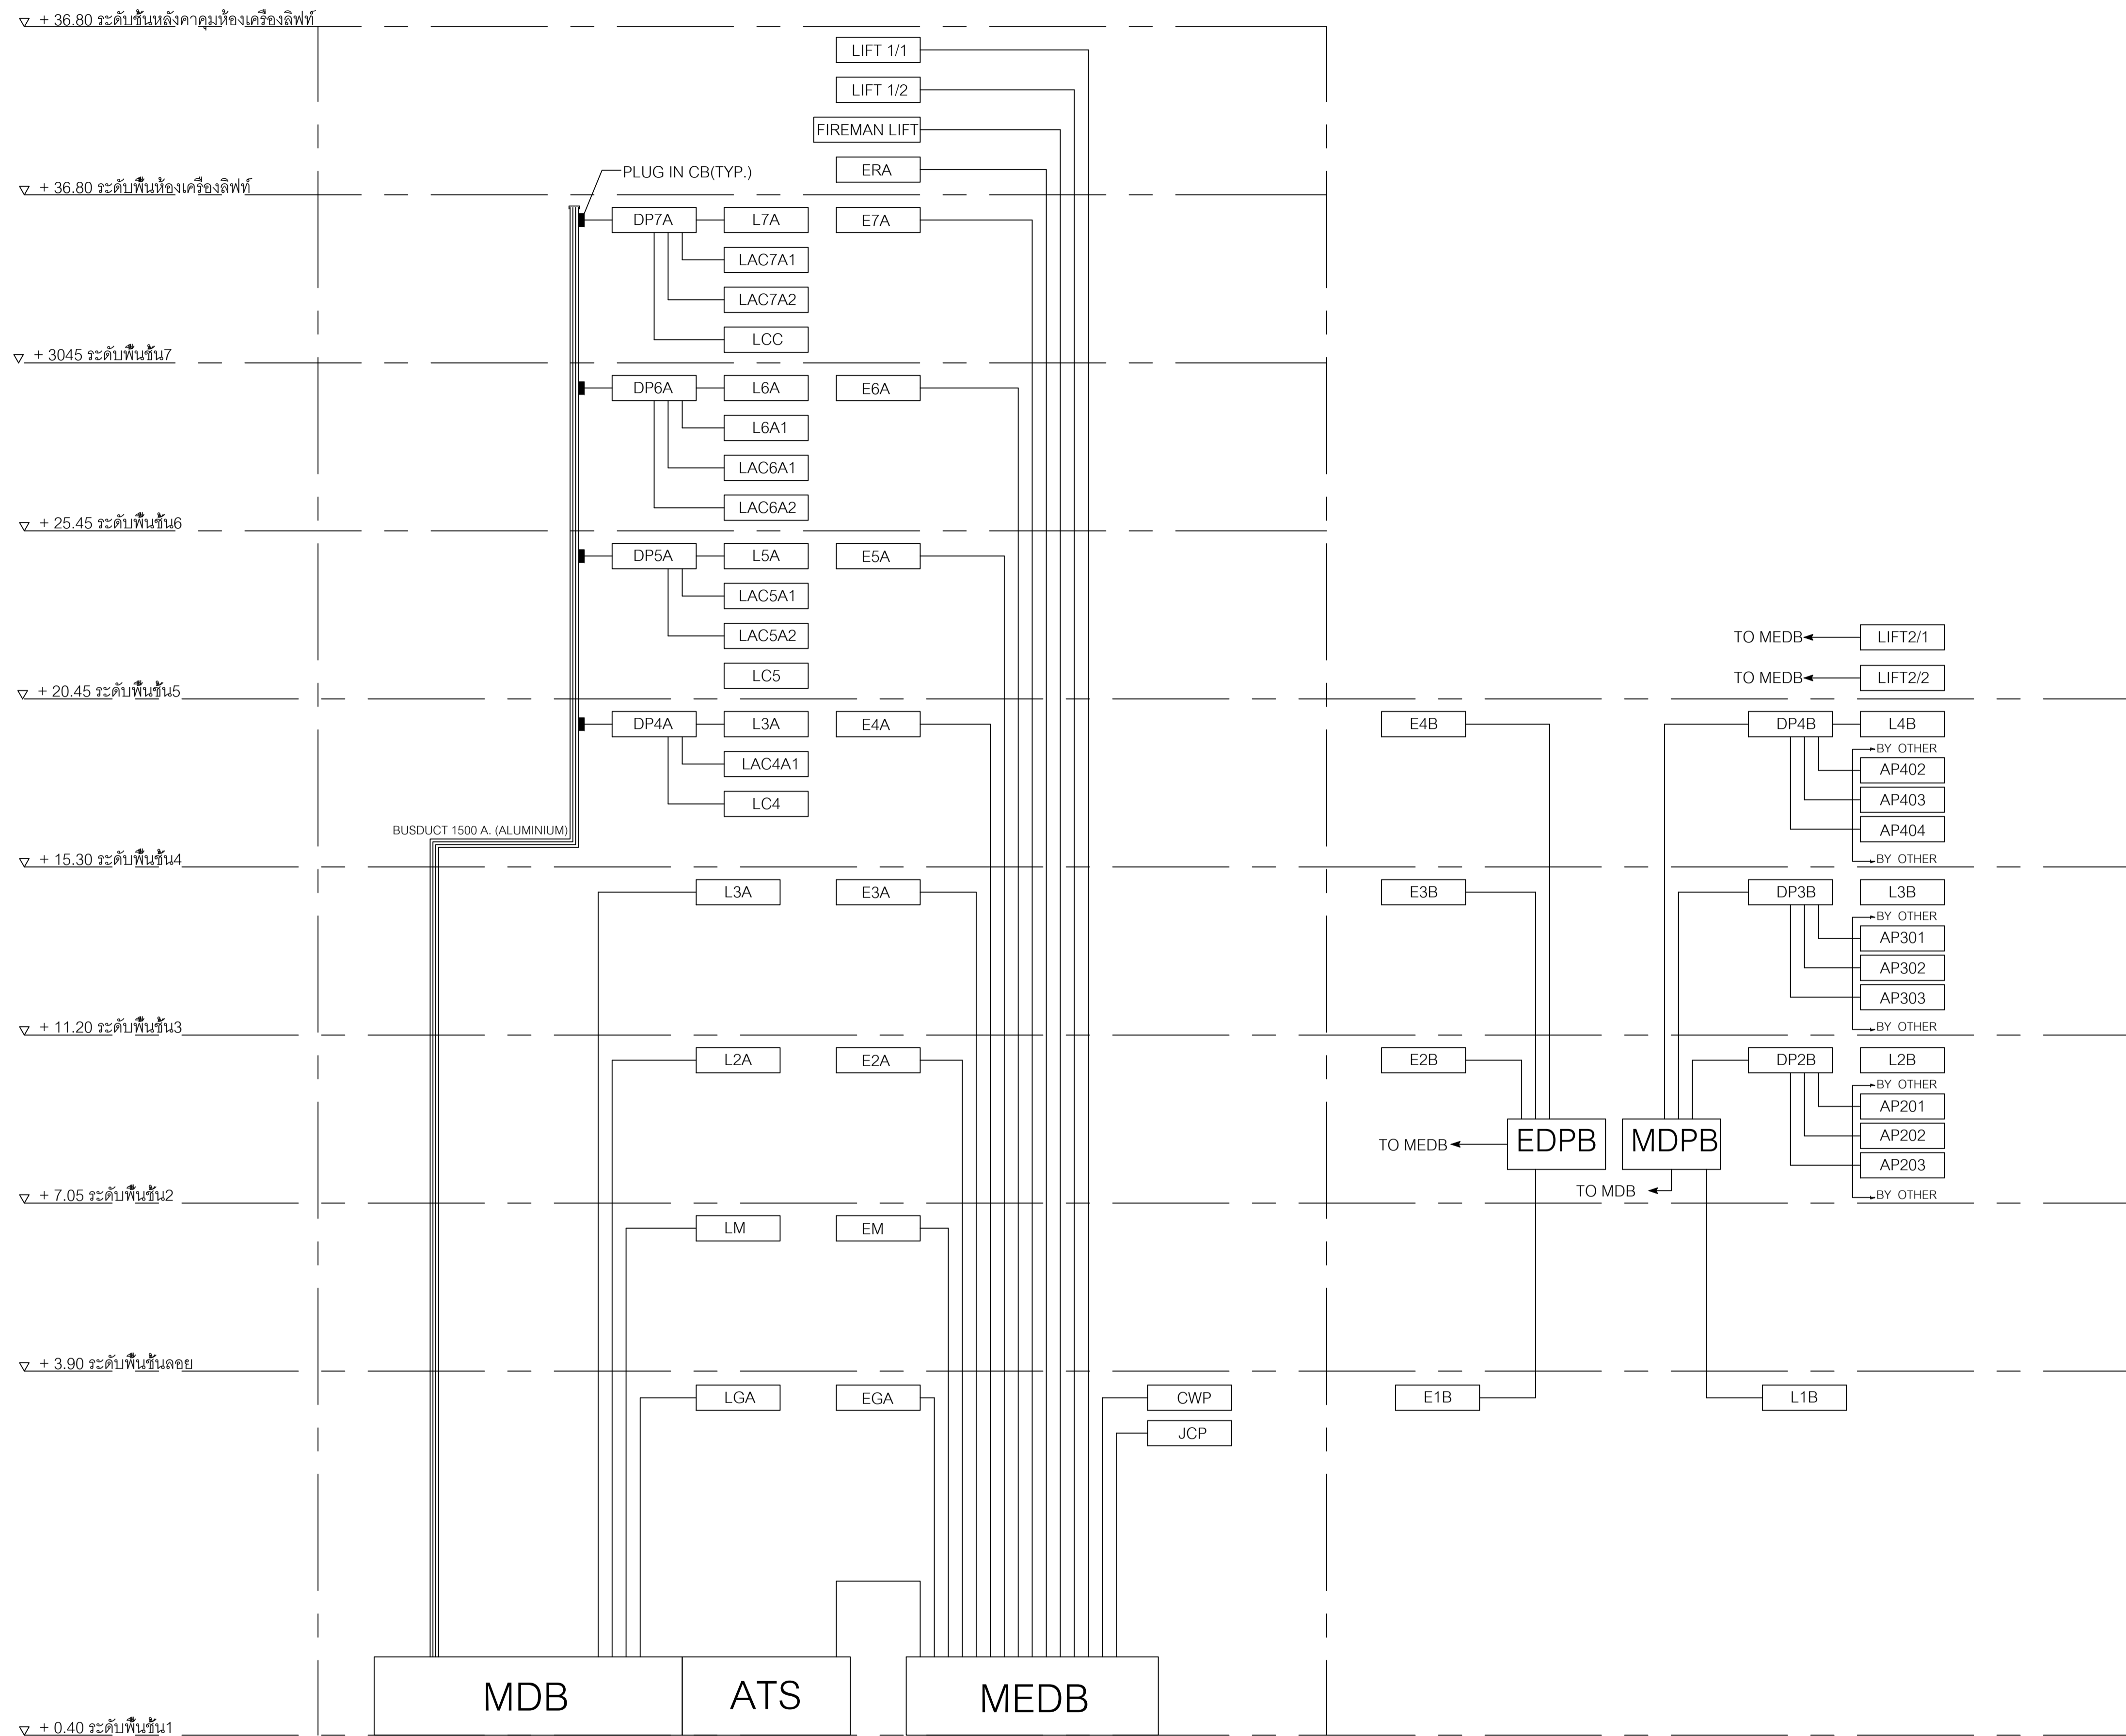 + 36.80 ระดับชั้นหลังคาคุมห้องเครื่องลิฟท์
LIFT 1/1
LIFT 1/2
FIREMAN LIFT
ERA
PLUG IN CB(TYP.)
+ 36.80 ระดับพื้นห้องเครื่องลิฟท์
DP7A
L7A
E7A
LAC7A1
LAC7A2
LCC
+ 3045 ระดับพื้นชั้น7
DP6A
L6A
E6A
L6A1
LAC6A1
LAC6A2
+ 25.45 ระดับพื้นชั้น6
DP5A
L5A
E5A
LAC5A1
LAC5A2
LC5
TO MEDB
LIFT2/1
TO MEDB
LIFT2/2
+ 20.45 ระดับพื้นชั้น5
DP4A
L3A
E4A
LAC4A1
LC4
E4B
DP4B
L4B
BY OTHER
AP402
AP403
AP404
BY OTHER
BUSDUCT 1500 A. (ALUMINIUM)
+ 15.30 ระดับพื้นชั้น4
L3A
E3A
E3B
DP3B
L3B
BY OTHER
AP301
AP302
AP303
BY OTHER
+ 11.20 ระดับพื้นชั้น3
L2A
E2A
E2B
DP2B
L2B
BY OTHER
AP201
AP202
AP203
BY OTHER
TO MEDB
EDPB
MDPB
TO MDB
+ 7.05 ระดับพื้นชั้น2
LM
EM
+ 3.90 ระดับพื้นชั้นลอย
LGA
EGA
CWP
JCP
E1B
L1B
MDB
ATS
MEDB
+ 0.40 ระดับพื้นชั้น1